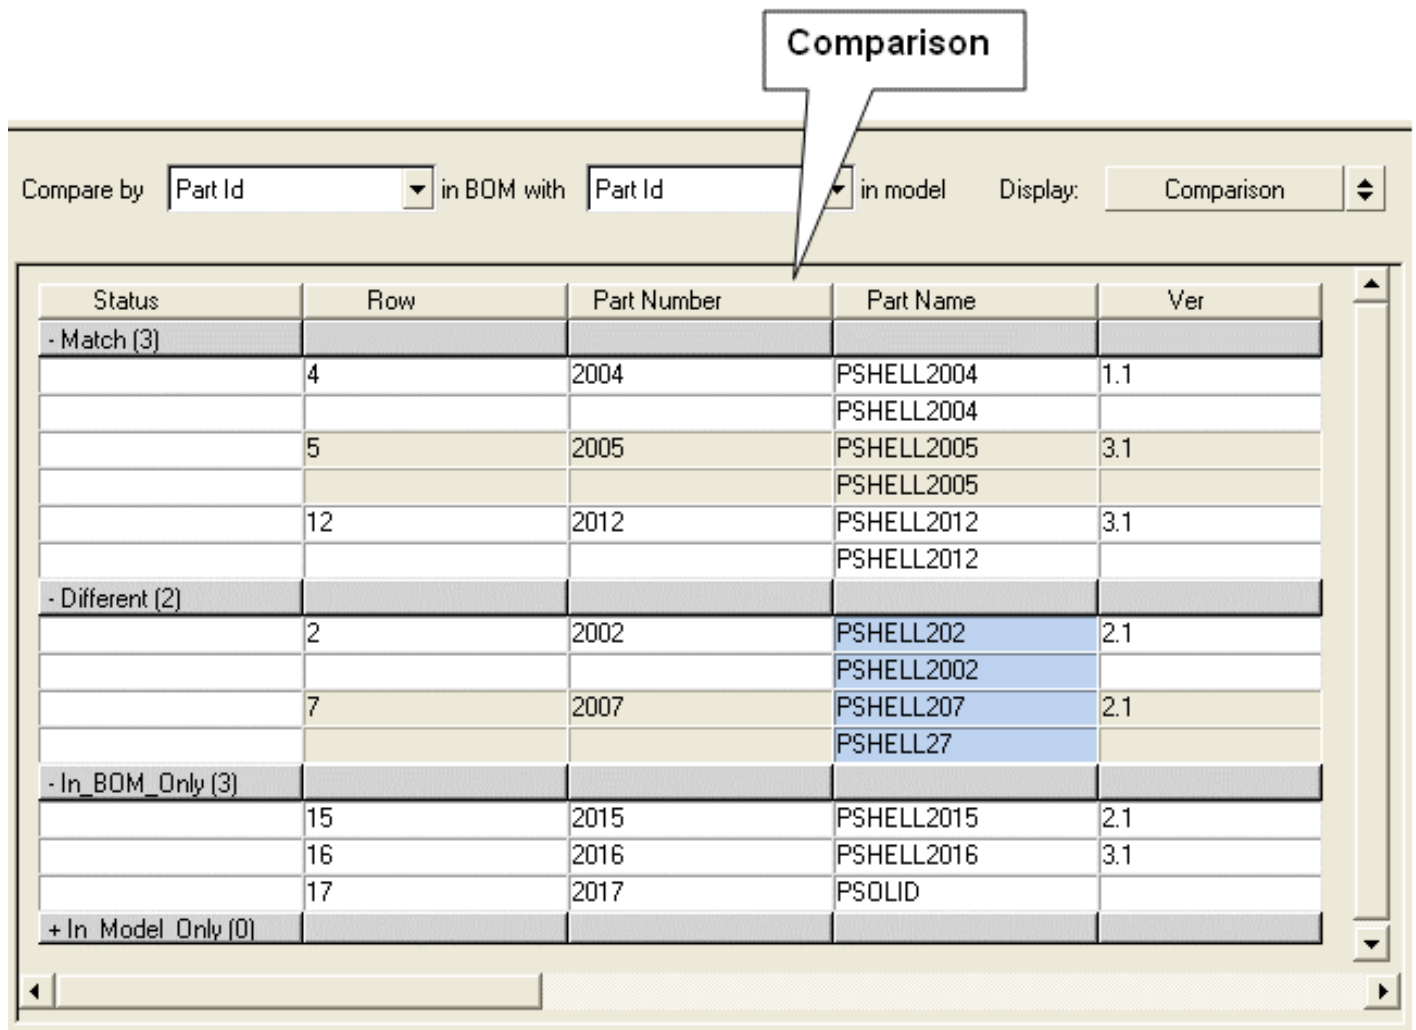 Comparison
Compare by Part Id in BOM with Part Id in model Display: Comparison
Status Row Part Number Part Name Ver
- Match (3)
4 2004 PSHELL2004 1.1
PSHELL2004
5 2005 PSHELL2005 3.1
PSHELL2005
12 2012 PSHELL2012 3.1
PSHELL2012
- Different (2)
2 2002 PSHELL202 2.1
PSHELL2002
7 2007 PSHELL207 2.1
PSHELL27
- In_BOM_Only (3)
15 2015 PSHELL2015 2.1
16 2016 PSHELL2016 3.1
17 2017 PSOLID
+ In_Model_Only (0)